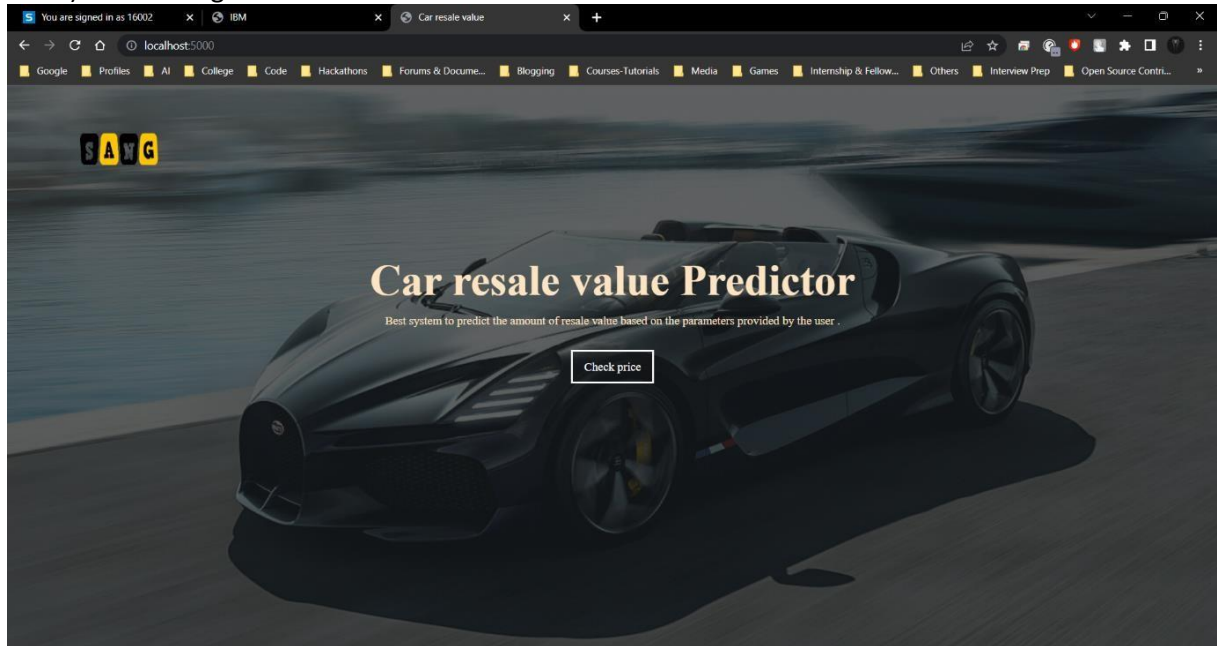 You are signed in as 16002
IBM
Car resale value
localhost:5000
Google Profiles AI College Code Hackathons Forums & Docume... Blogging Courses-Tutorials Media Games Internship & Fellow... Others Interview Prep Open Source Contri... »
SANG
Car resale value Predictor
Best system to predict the amount of resale value based on the parameters provided by the user .
Check price